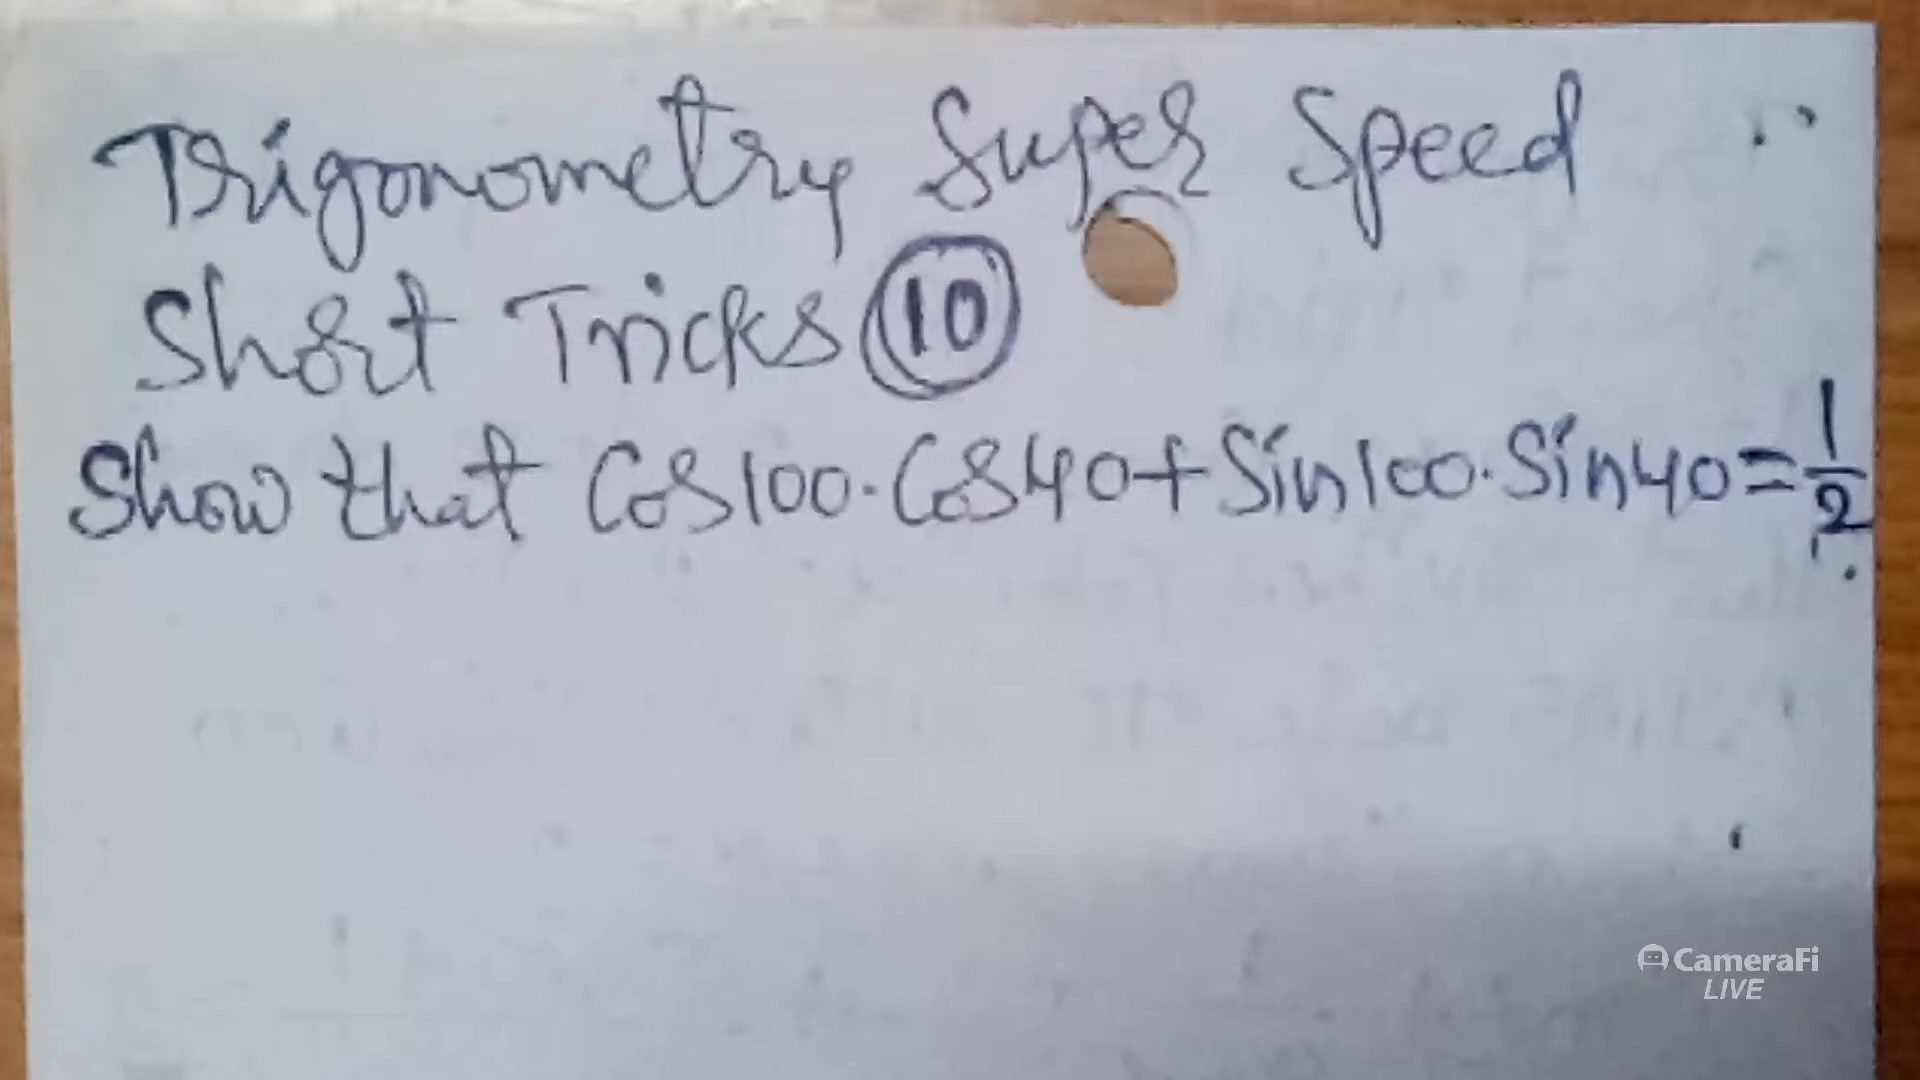 Trigonometry Super Speed
Short Tricks 10
Show that Cos100·Cos40+Sin100·Sin40=1/2
CameraFi
LIVE